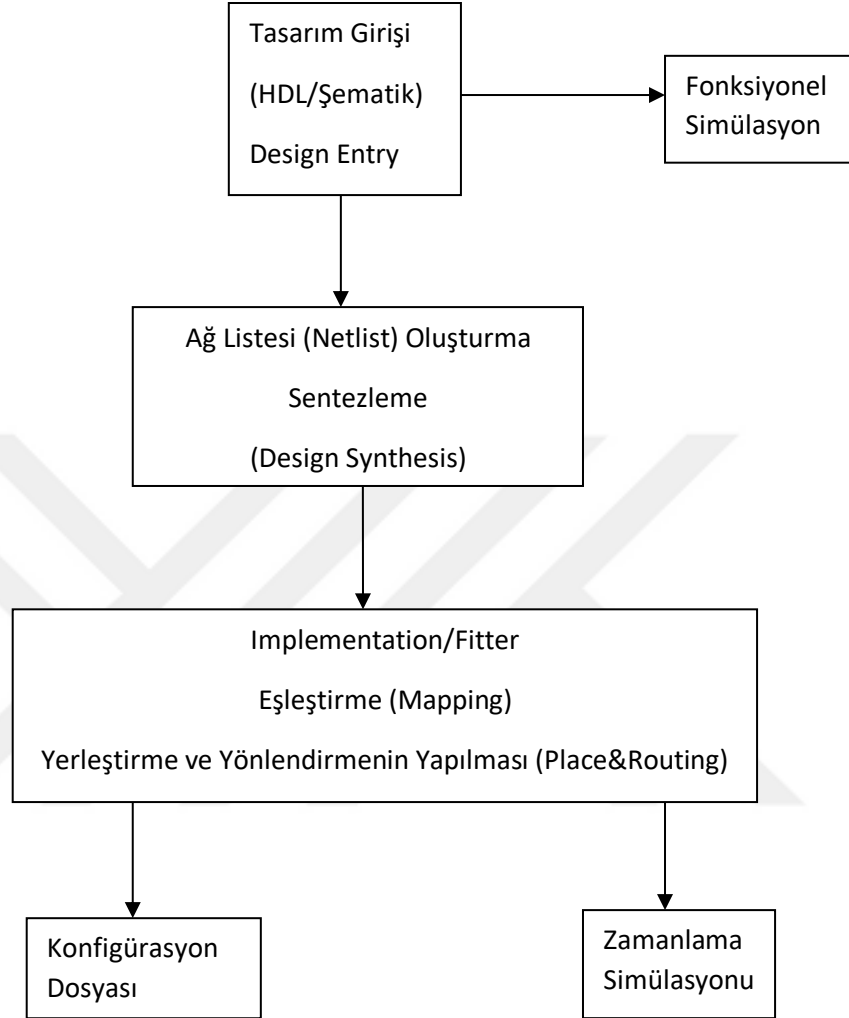 Tasarım Girişi
(HDL/Şematik)
Design Entry
Fonksiyonel
Simülasyon
Ağ Listesi (Netlist) Oluşturma
Sentezleme
(Design Synthesis)
Implementation/Fitter
Eşleştirme (Mapping)
Yerleştirme ve Yönlendirmenin Yapılması (Place&Routing)
Konfigürasyon
Dosyası
Zamanlama
Simülasyonu